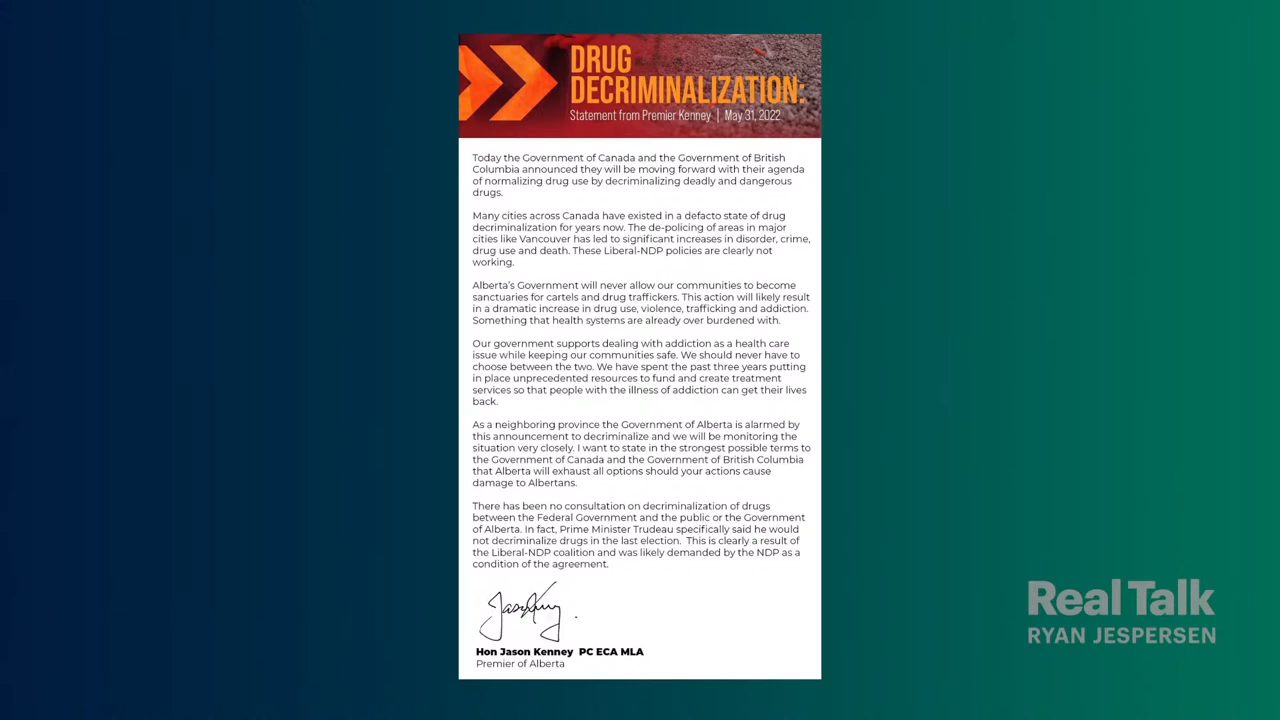 DRUG
DECRIMINALIZATION:
Statement from Premier Kenney | May 31, 2022
Today the Government of Canada and the Government of British
Columbia announced they will be moving forward with their agenda
of normalizing drug use by decriminalizing deadly and dangerous
drugs.
Many cities across Canada have existed in a defacto state of drug
decriminalization for years now. The de-policing of areas in major
cities like Vancouver has led to significant increases in disorder, crime,
drug use and death. These Liberal-NDP policies are clearly not
working.
Alberta's Government will never allow our communities to become
sanctuaries for cartels and drug traffickers. This action will likely result
in a dramatic increase in drug use, violence, trafficking and addiction.
Something that health systems are already over burdened with.
Our government supports dealing with addiction as a health care
issue while keeping our communities safe. We should never have to
choose between the two. We have spent the past three years putting
in place unprecedented resources to fund and create treatment
services so that people with the illness of addiction can get their lives
back.
As a neighboring province the Government of Alberta is alarmed by
this announcement to decriminalize and we will be monitoring the
situation very closely. I want to state in the strongest possible terms to
the Government of Canada and the Government of British Columbia
that Alberta will exhaust all options should your actions cause
damage to Albertans.
There has been no consultation on decriminalization of drugs
between the Federal Government and the public or the Government
of Alberta. In fact, Prime Minister Trudeau specifically said he would
not decriminalize drugs in the last election. This is clearly a result of
the Liberal-NDP coalition and was likely demanded by the NDP as a
condition of the agreement.
Hon Jason Kenney PC ECA MLA
Premier of Alberta
Real Talk
RYAN JESPERSEN